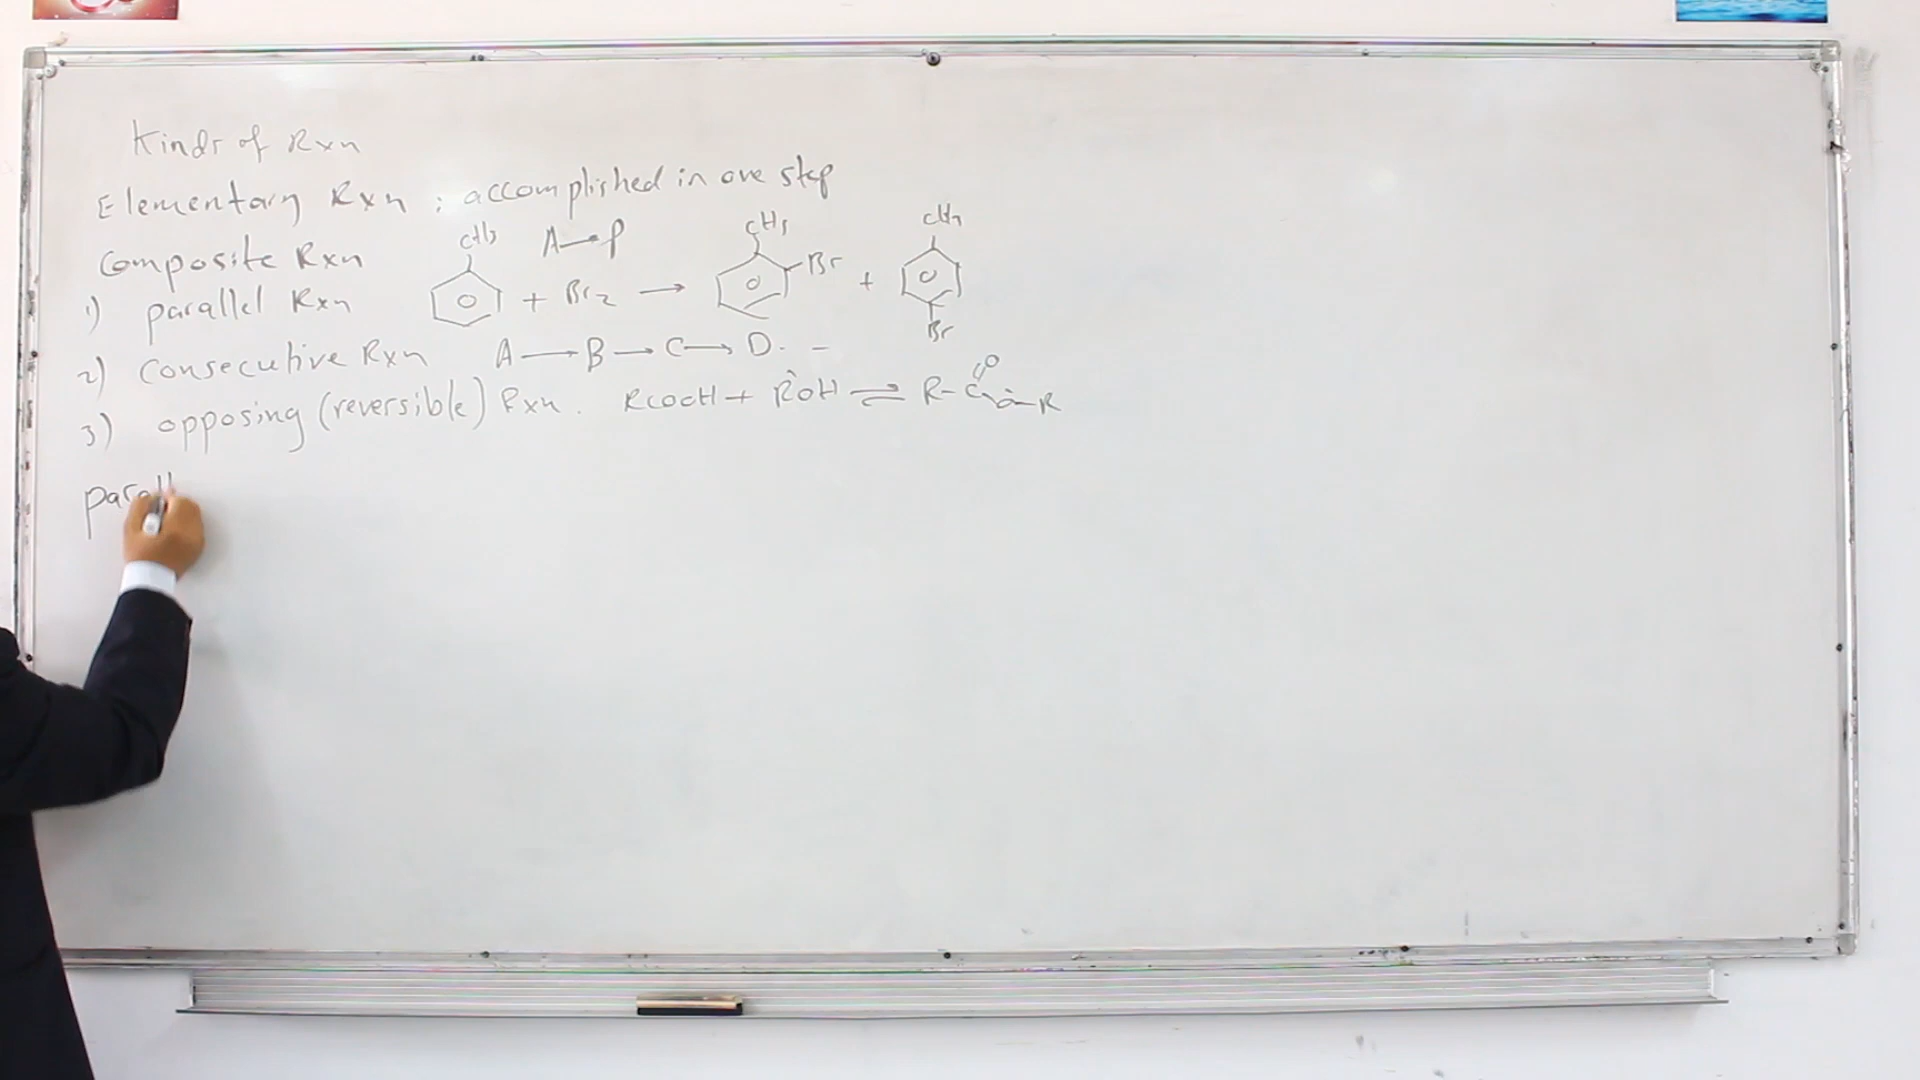 Kinds of Rxn
Elementary Rxn : accomplished in one step
Composite Rxn A→P
1) parallel Rxn CH3 + Br2 → CH3 Br + CH3 Br
2) Consecutive Rxn A → B → C → D. -
3) opposing (reversible) Rxn. RCOOH + R`OH ⇌ R-C=O-O-R
parall